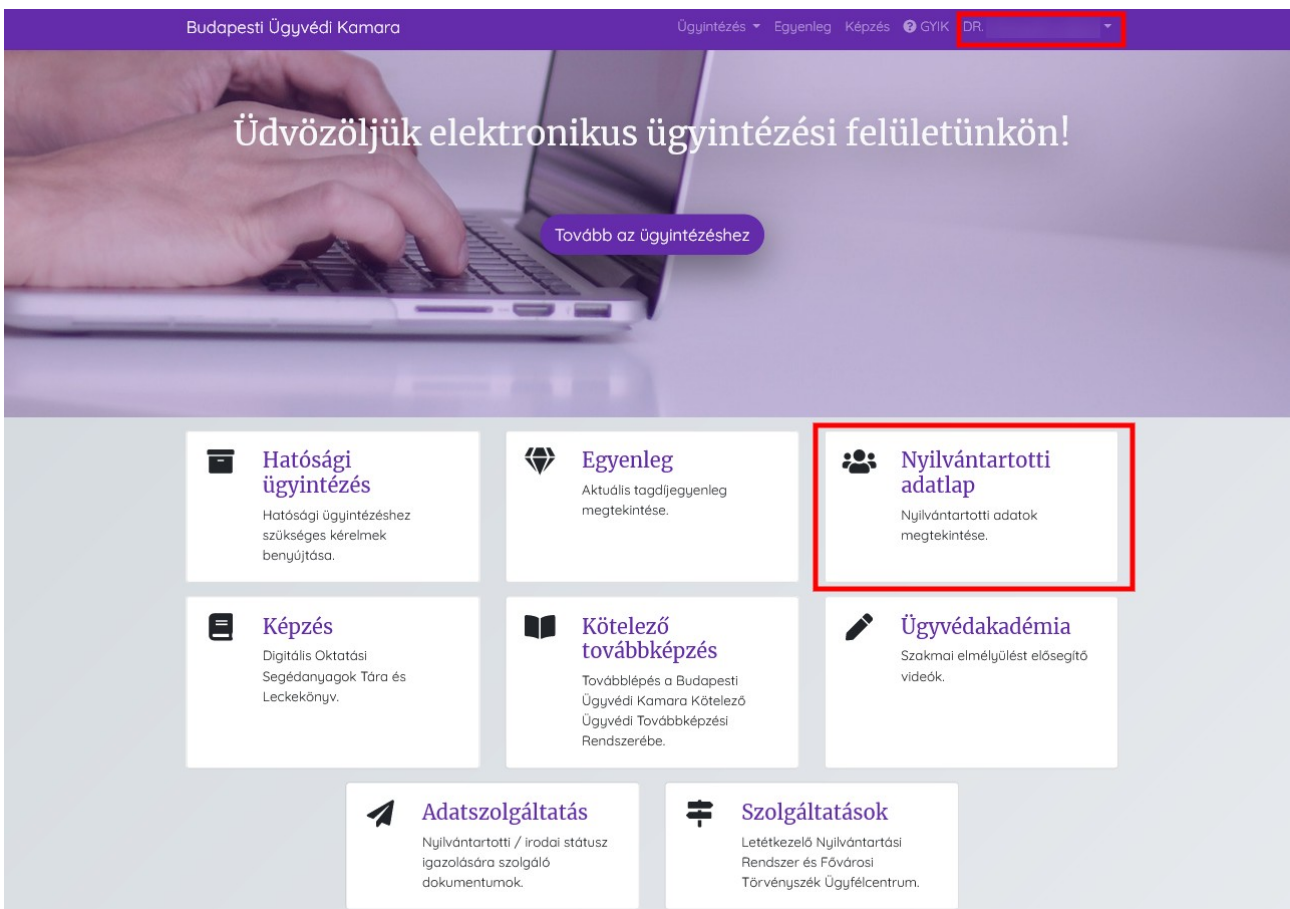 Budapesti Ügyvédi Kamara
Ügyintézés Egyenleg Képzés ? GYIK DR.
Üdvözöljük elektronikus ügyintézési felületünkön!
Tovább az ügyintézéshez
Hatósági
ügyintézés
Hatósági ügyintézéshez
szükséges kérelmek
benyújtása.
Egyenleg
Aktuális tagdíjegyenleg
megtekintése.
Nyilvántartotti
adatlap
Nyilvántartotti adatok
megtekintése.
Képzés
Digitális Oktatási
Segédanyagok Tára és
Leckekönyv.
Kötelező
továbbképzés
Továbblépés a Budapesti
Ügyvédi Kamara Kötelező
Ügyvédi Továbbképzési
Rendszerébe.
Ügyvédakadémia
Szakmai elmélyülést elősegítő
videók.
Adatszolgáltatás
Nyilvántartotti / irodai státusz
igazolására szolgáló
dokumentumok.
Szolgáltatások
Letétkezelő Nyilvántartási
Rendszer és Fővárosi
Törvényszék Ügyfélcentrum.